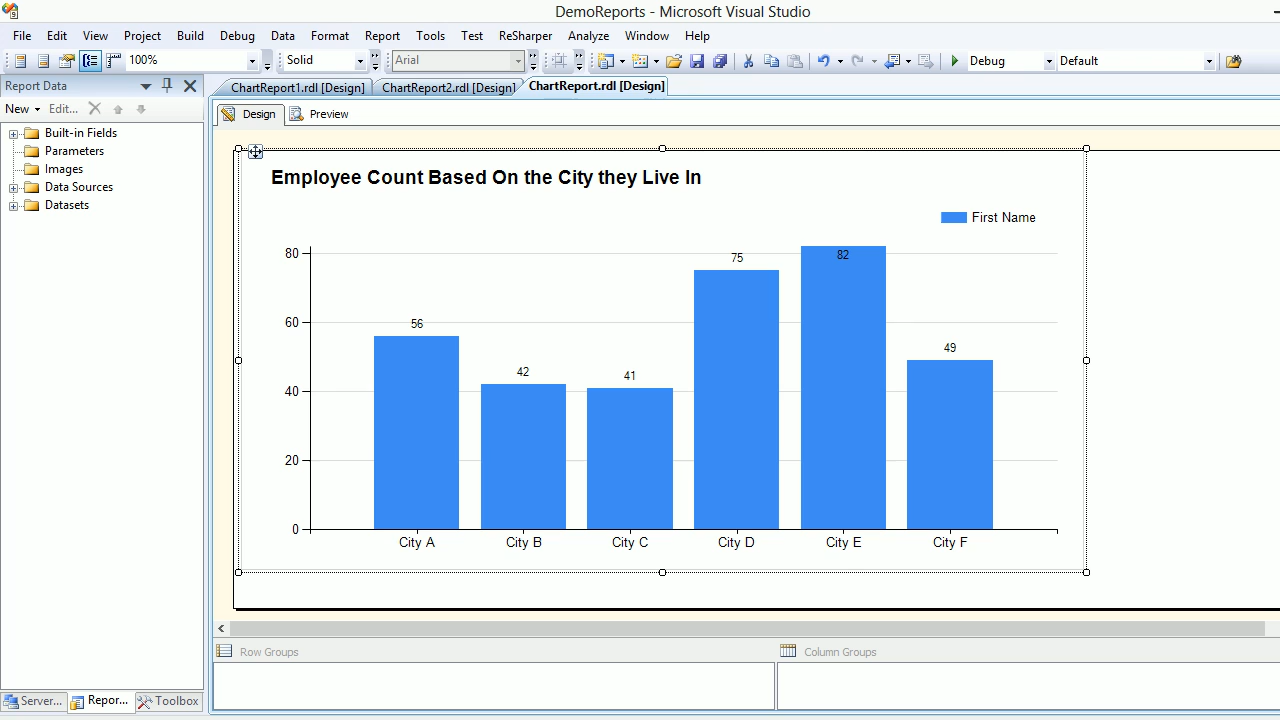 DemoReports - Microsoft Visual Studio
File Edit View Project Build Debug Data Format Report Tools Test ReSharper Analyze Window Help
100% Solid Arial Debug Default
Report Data
ChartReport1.rdl [Design] ChartReport2.rdl [Design] ChartReport.rdl [Design]
New Edit...
Design Preview
Built-in Fields
Parameters
Images
Data Sources
Datasets
Employee Count Based On the City they Live In
First Name
80
60
40
20
0
56 42 41 75 82 49
City A City B City C City D City E City F
Row Groups Column Groups
Server... Repor... Toolbox